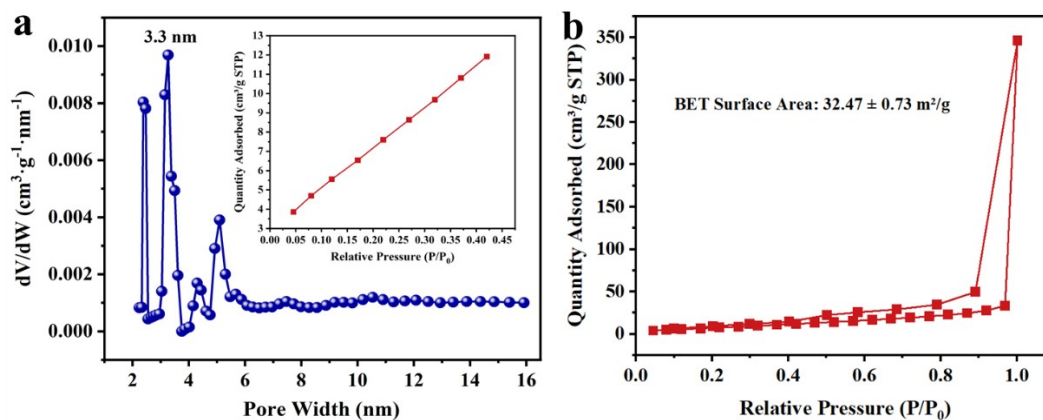 a
3.3 nm
0.010
0.008
0.006
0.004
0.002
0.000
dV/dW (cm³·g⁻¹·nm⁻¹)
2 4 6 8 10 12 14 16
Pore Width (nm)
13
12
11
10
9
8
7
6
5
4
3
Quantity Adsorbed (cm³/g STP)
0.00 0.05 0.10 0.15 0.20 0.25 0.30 0.35 0.40 0.45
Relative Pressure (P/P₀)
b
350
300
250
200
150
100
50
0
Quantity Adsorbed (cm³/g STP)
BET Surface Area: 32.47 ± 0.73 m²/g
0.0 0.2 0.4 0.6 0.8 1.0
Relative Pressure (P/P₀)